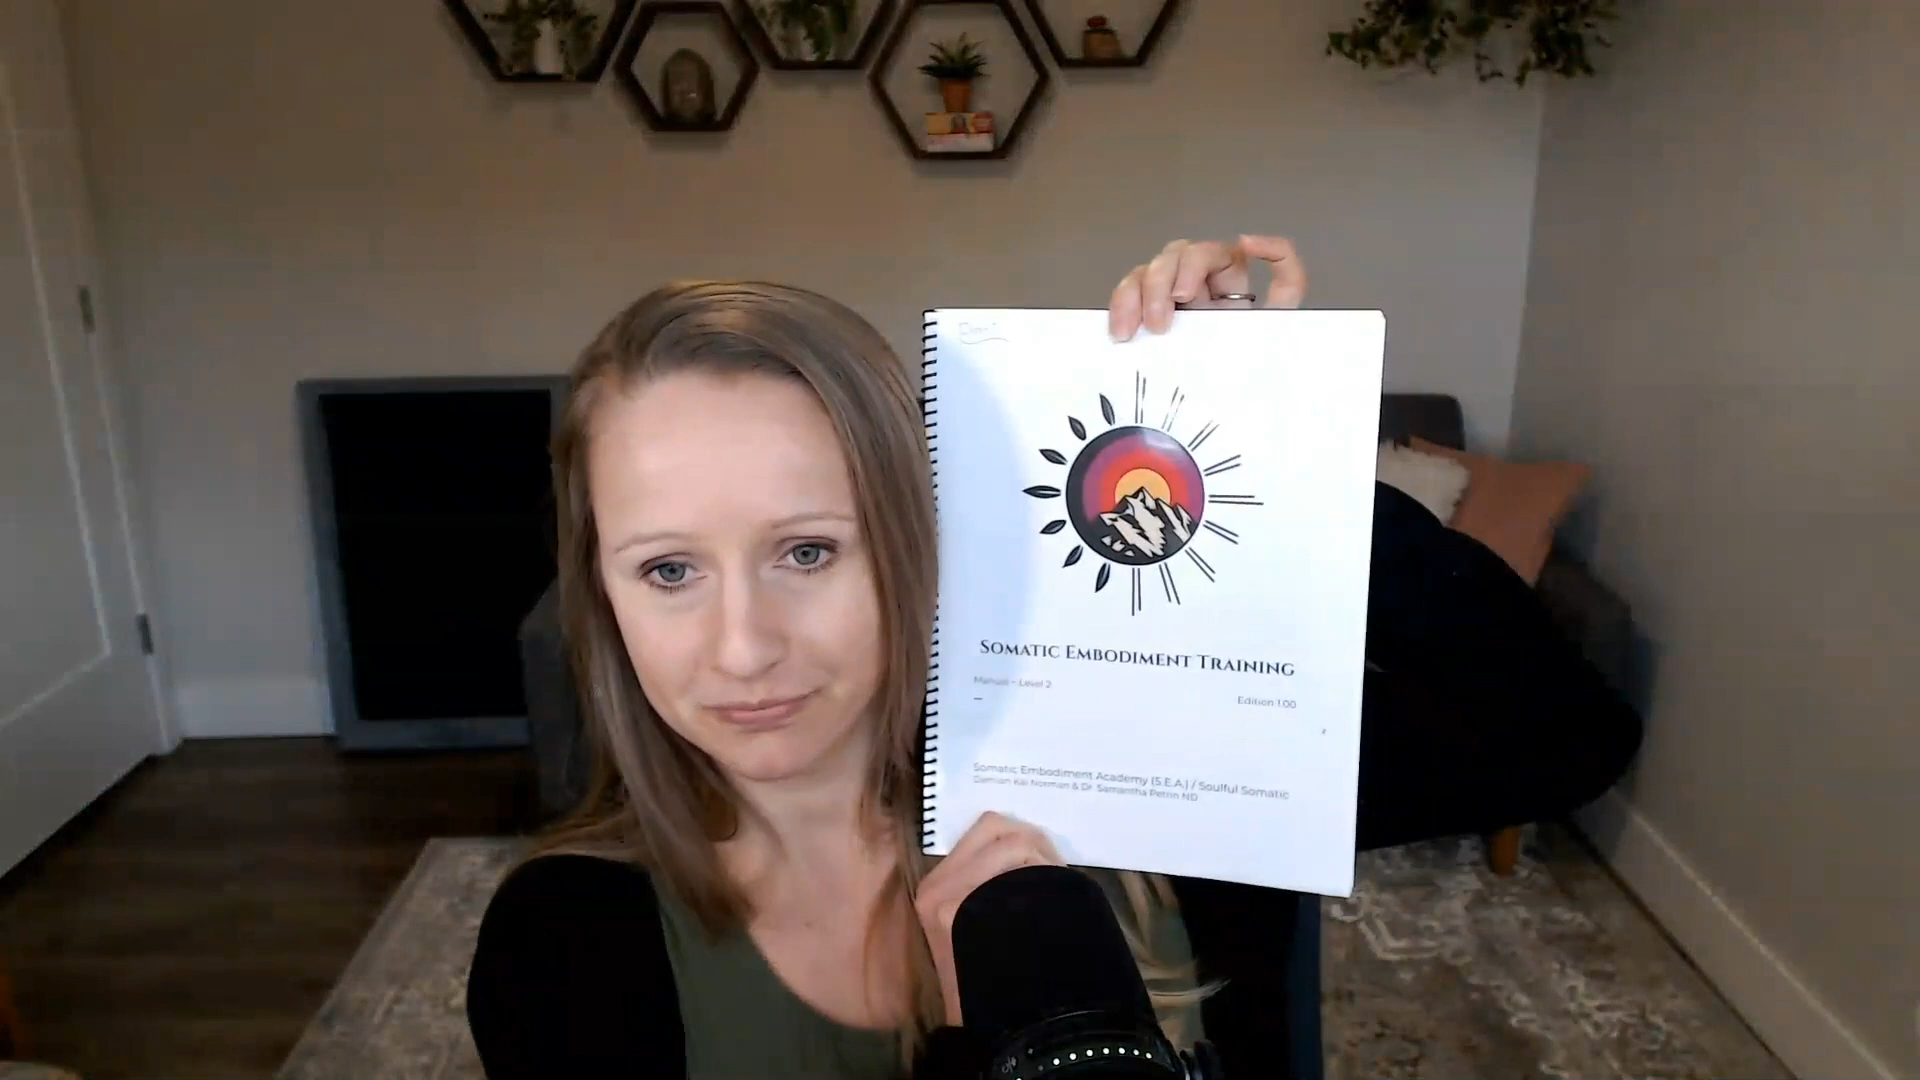 SOMATIC EMBODIMENT TRAINING
Manual – Level 2
Edition 1.00
Somatic Embodiment Academy (S.E.A.) / Soulful Somatic
Damian Kai Norman & Dr. Samantha Petrin ND